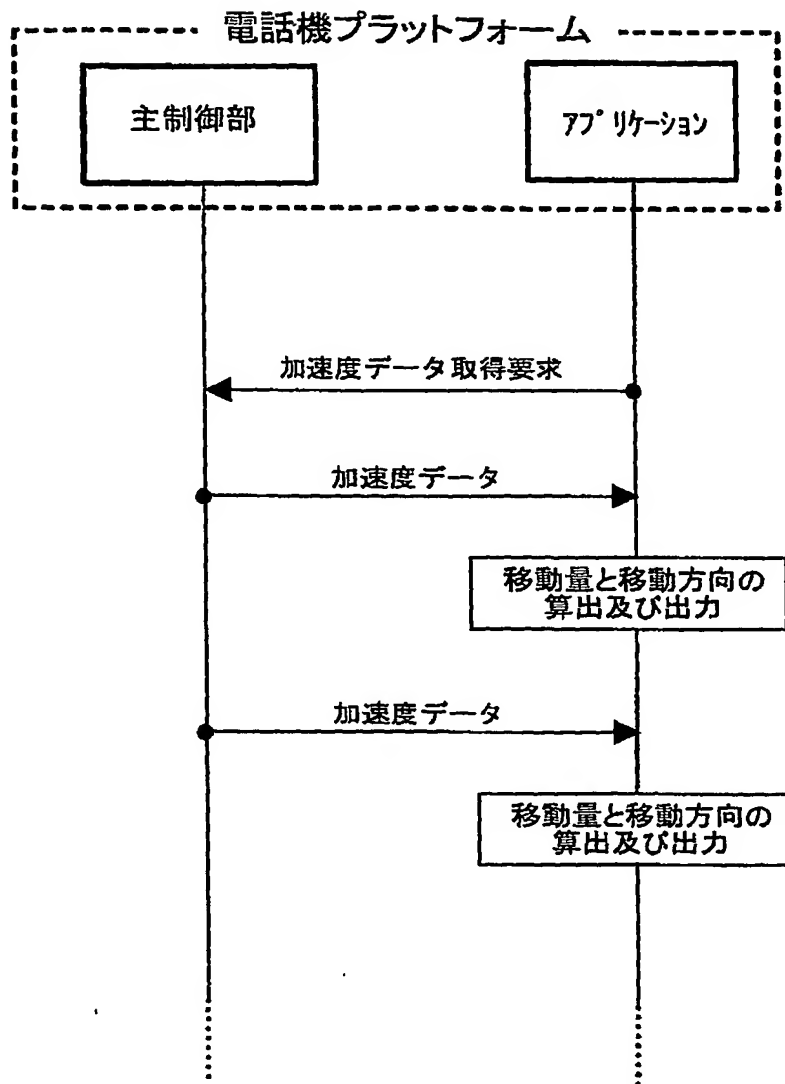 電話機プラットフォーム
主制御部
アプリケーション
加速度データ取得要求
加速度データ
移動量と移動方向の
算出及び出力
加速度データ
移動量と移動方向の
算出及び出力